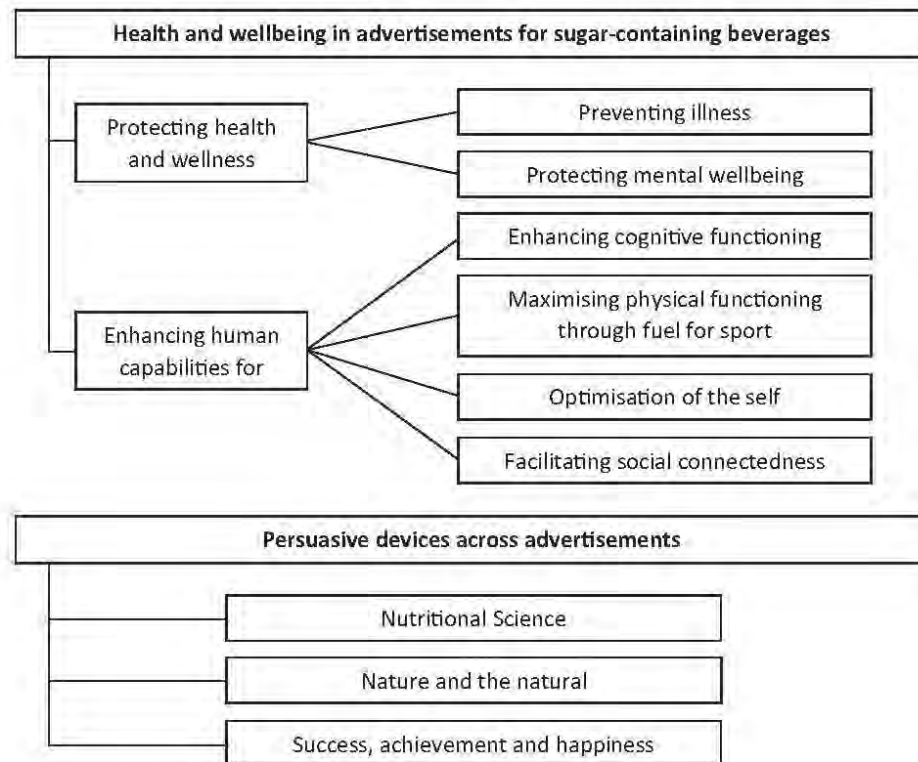 Health and wellbeing in advertisements for sugar-containing beverages
Protecting health
and wellness
Preventing illness
Protecting mental wellbeing
Enhancing human
capabilities for
Enhancing cognitive functioning
Maximising physical functioning
through fuel for sport
Optimisation of the self
Facilitating social connectedness
Persuasive devices across advertisements
Nutritional Science
Nature and the natural
Success, achievement and happiness